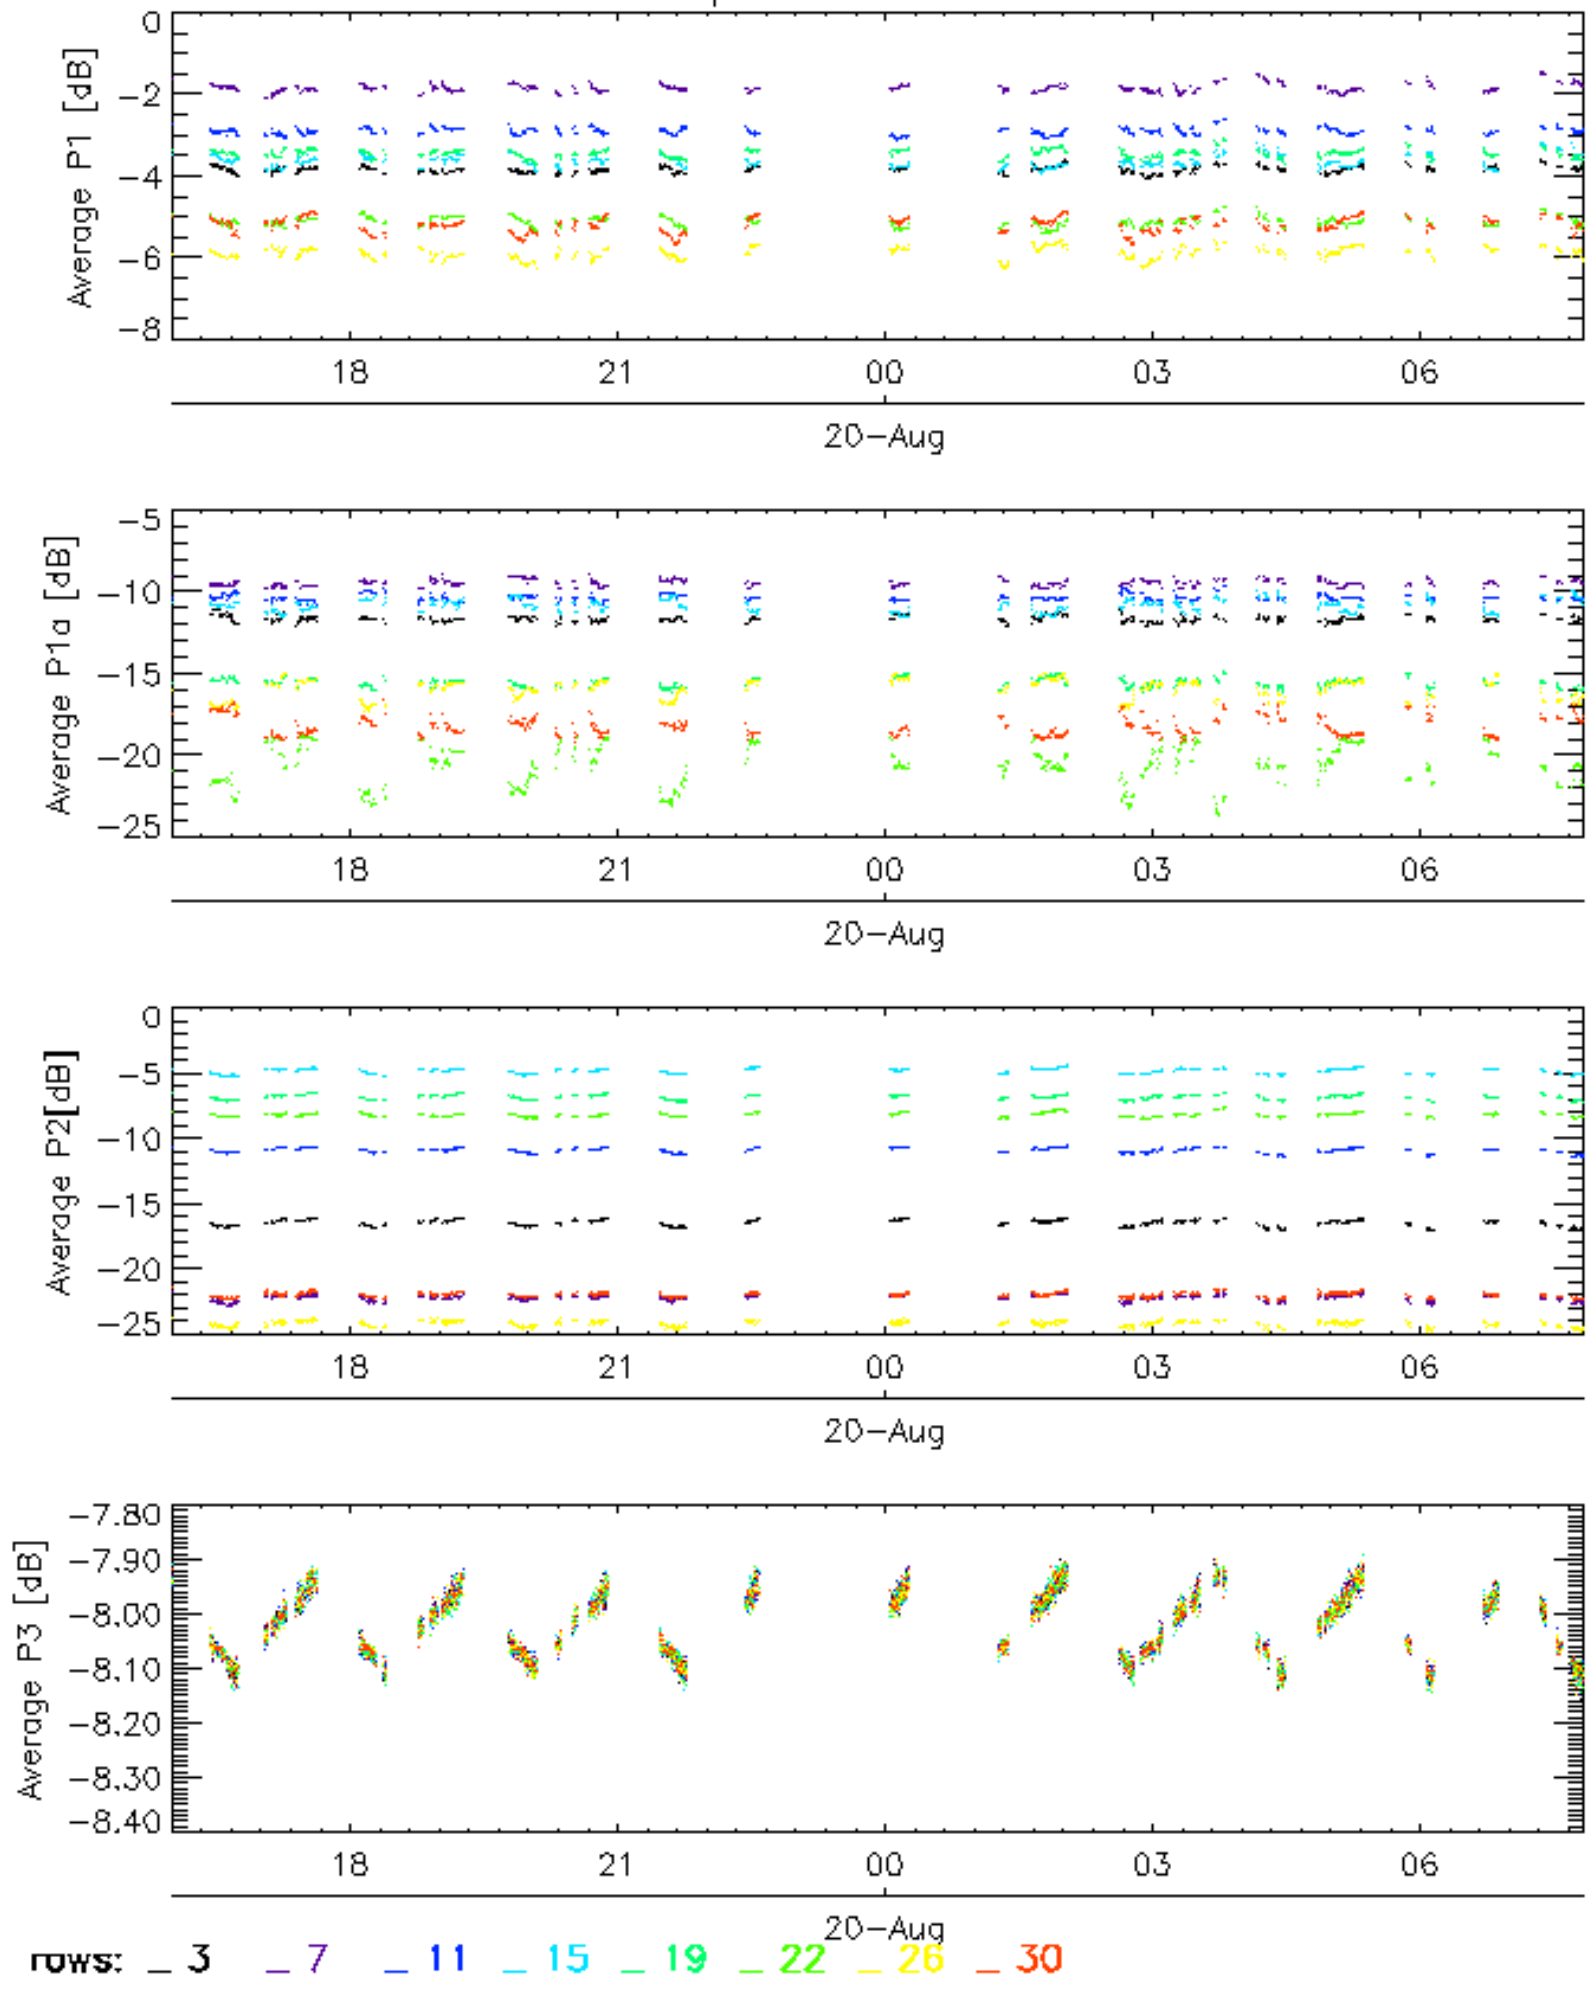 Average P1 [dB]
0
−2
−4
−6
−8
18 21 00 03 06
20−Aug
Average P1a [dB]
−5
−10
−15
−20
−25
18 21 00 03 06
20−Aug
Average P2[dB]
0
−5
−10
−15
−20
−25
18 21 00 03 06
20−Aug
Average P3 [dB]
−7.80
−7.90
−8.00
−8.10
−8.20
−8.30
−8.40
18 21 00 03 06
20−Aug
rows: _ 3 _ 7 _ 11 _ 15 _ 19 _ 22 _ 26 _ 30